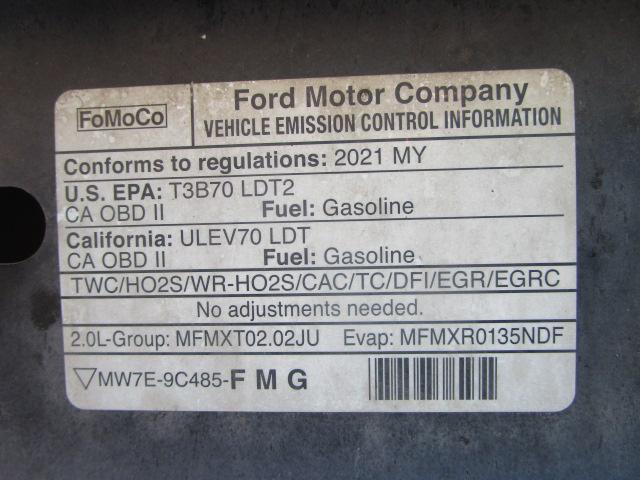 FoMoCo
Ford Motor Company
VEHICLE EMISSION CONTROL INFORMATION
Conforms to regulations: 2021 MY
U.S. EPA: T3B70 LDT2
CA OBD II Fuel: Gasoline
California: ULEV70 LDT
CA OBD II Fuel: Gasoline
TWC/HO2S/WR-HO2S/CAC/TC/DFI/EGR/EGRC
No adjustments needed.
2.0L-Group: MFMXT02.02JU Evap: MFMXR0135NDF
▽MW7E-9C485-FMG